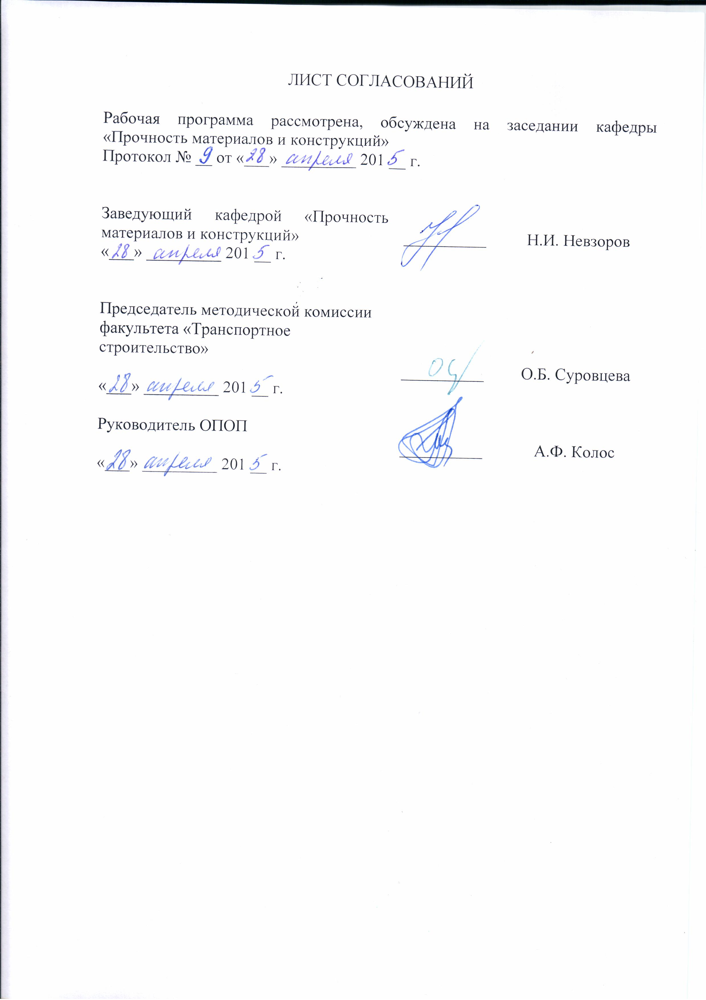 ЛИСТ СОГЛАСОВАНИЙ
Рабочая программа рассмотрена, обсуждена на заседании кафедры
«Прочность материалов и конструкций»
Протокол № 9 от «28» апреля 2015 г.
Заведующий кафедрой «Прочность
материалов и конструкций»
Н.И. Невзоров
«28» апреля 2015 г.
Председатель методической комиссии
факультета «Транспортное
строительство»
О.Б. Суровцева
«28» апреля 2015 г.
Руководитель ОПОП
А.Ф. Колос
«28» апреля 2015 г.